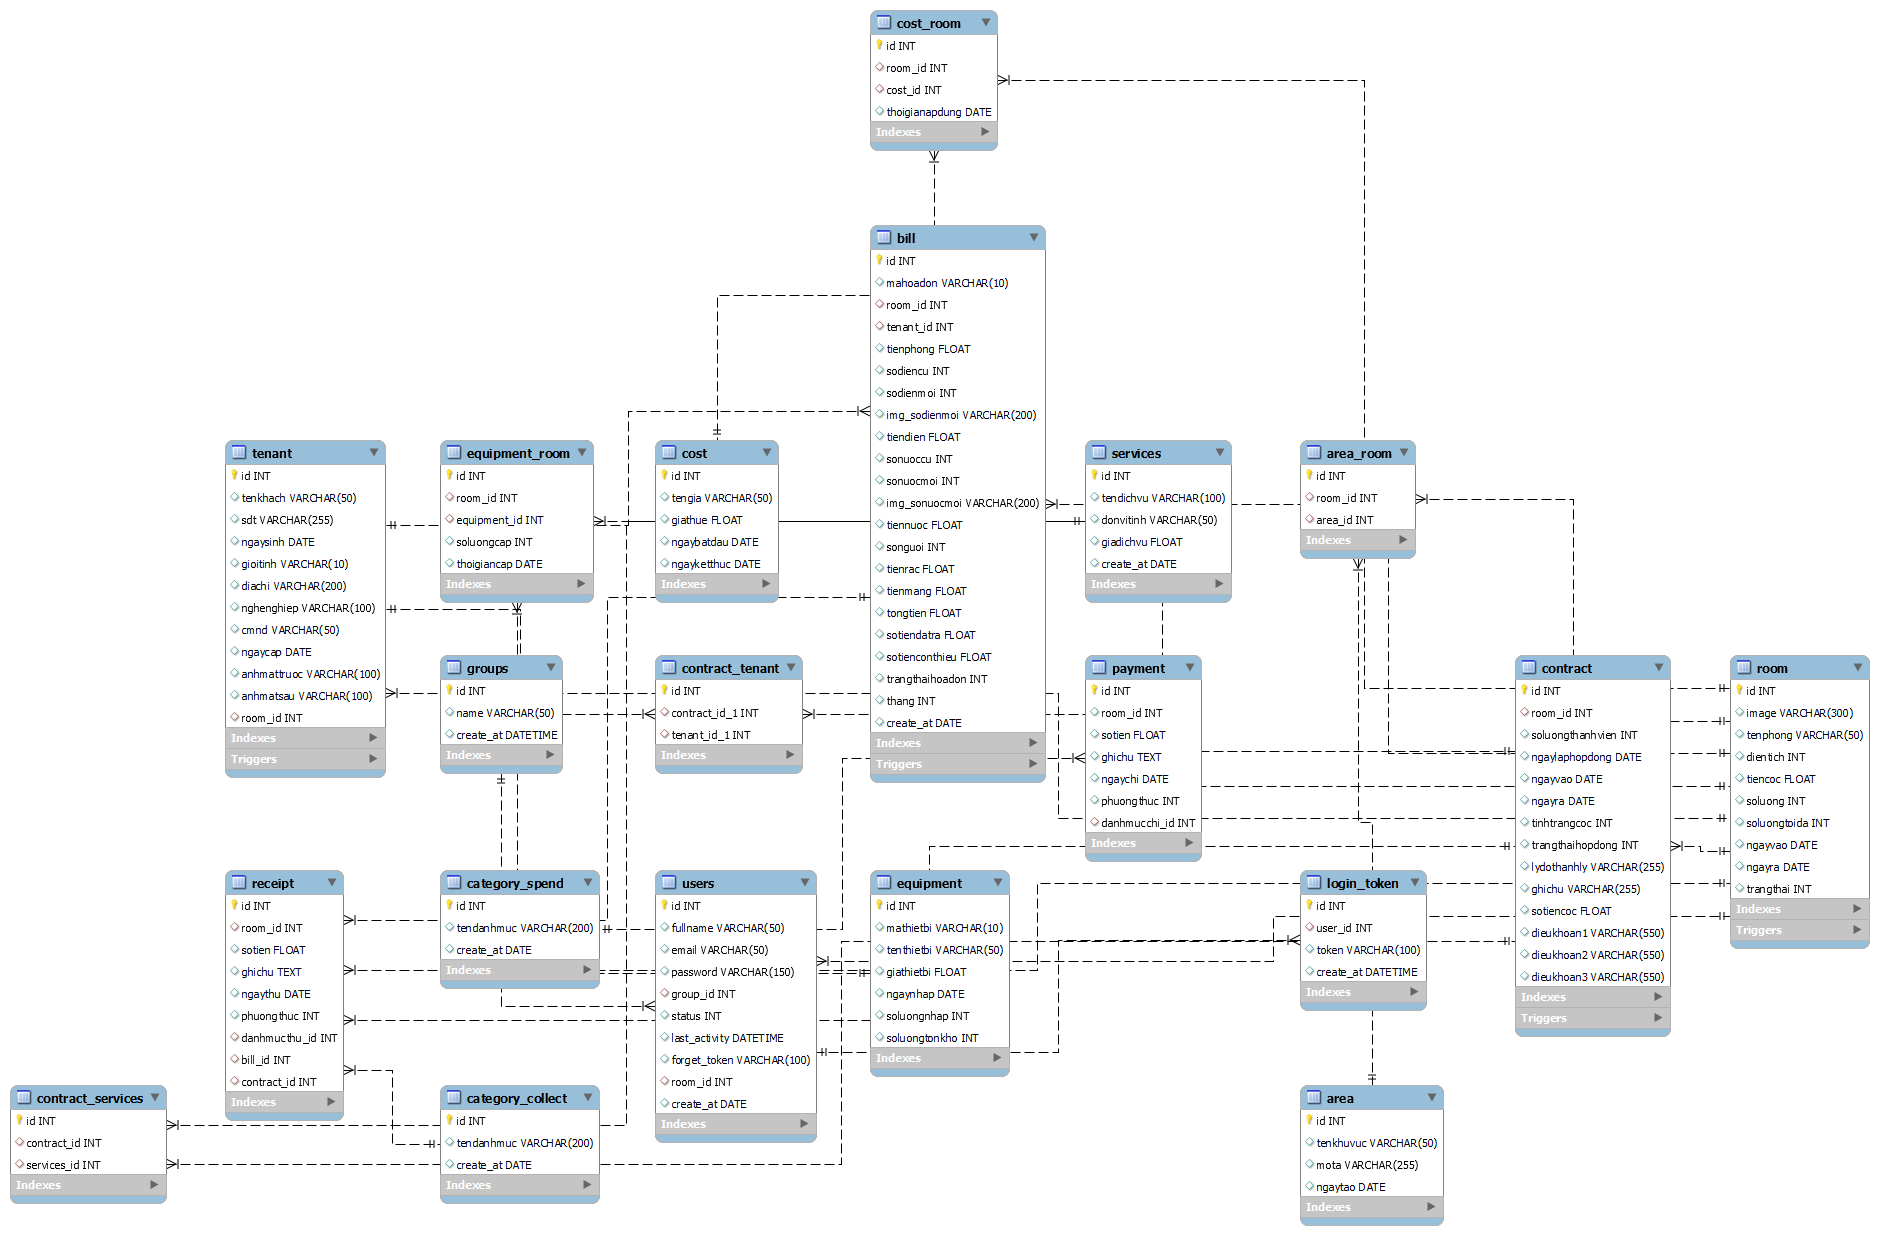 cost_room
id INT
room_id INT
cost_id INT
thoigianapdung DATE
Indexes
bill
id INT
mahoadon VARCHAR(10)
room_id INT
tenant_id INT
tienphong FLOAT
sodiencu INT
sodienmoi INT
img_sodienmoi VARCHAR(200)
tiendien FLOAT
sonuoccu INT
sonuocmoi INT
img_sonuocmoi VARCHAR(200)
tiennuoc FLOAT
songuoi INT
tienrac FLOAT
tienmang FLOAT
tongtien FLOAT
sotiendatra FLOAT
sotienconthieu FLOAT
trangthaihoadon INT
thang INT
create_at DATE
Indexes
Triggers
tenant
id INT
tenkhach VARCHAR(50)
sdt VARCHAR(255)
ngaysinh DATE
gioitinh VARCHAR(10)
diachi VARCHAR(200)
nghenghiep VARCHAR(100)
cmnd VARCHAR(50)
ngaycap DATE
anhmattruoc VARCHAR(100)
anhmatsau VARCHAR(100)
room_id INT
Indexes
Triggers
equipment_room
id INT
room_id INT
equipment_id INT
soluongcap INT
thoigiancap DATE
Indexes
cost
id INT
tengia VARCHAR(50)
giathue FLOAT
ngaybatdau DATE
ngayketthuc DATE
Indexes
services
id INT
tendichvu VARCHAR(100)
donvitinh VARCHAR(50)
giadichvu FLOAT
create_at DATE
Indexes
area_room
id INT
room_id INT
area_id INT
Indexes
groups
id INT
name VARCHAR(50)
create_at DATETIME
Indexes
contract_tenant
id INT
contract_id_1 INT
tenant_id_1 INT
Indexes
payment
id INT
room_id INT
sotien FLOAT
ghichu TEXT
ngaychi DATE
phuongthuc INT
danhmucchi_id INT
Indexes
contract
id INT
room_id INT
soluongthanhvien INT
ngaylaphopdong DATE
ngayvao DATE
ngayra DATE
tinhtrangcoc INT
trangthaihopdong INT
lydothanhly VARCHAR(255)
ghichu VARCHAR(255)
sotiencoc FLOAT
dieukhoan1 VARCHAR(550)
dieukhoan2 VARCHAR(550)
dieukhoan3 VARCHAR(550)
Indexes
Triggers
room
id INT
image VARCHAR(300)
tenphong VARCHAR(50)
dientich INT
tiencoc FLOAT
soluong INT
soluongtoida INT
ngayvao DATE
ngayra DATE
trangthai INT
Indexes
Triggers
receipt
id INT
room_id INT
sotien FLOAT
ghichu TEXT
ngaythu DATE
phuongthuc INT
danhmucthu_id INT
bill_id INT
contract_id INT
Indexes
category_spend
id INT
tendanhmuc VARCHAR(200)
create_at DATE
Indexes
users
id INT
fullname VARCHAR(50)
email VARCHAR(50)
password VARCHAR(150)
group_id INT
status INT
last_activity DATETIME
forget_token VARCHAR(100)
room_id INT
create_at DATE
Indexes
equipment
id INT
mathietbi VARCHAR(10)
tenthietbi VARCHAR(50)
giathietbi FLOAT
ngaynhap DATE
soluongnhap INT
soluongtonkho INT
Indexes
login_token
id INT
user_id INT
token VARCHAR(100)
create_at DATETIME
Indexes
contract_services
id INT
contract_id INT
services_id INT
Indexes
category_collect
id INT
tendanhmuc VARCHAR(200)
create_at DATE
Indexes
area
id INT
tenkhuvuc VARCHAR(50)
mota VARCHAR(255)
ngaytao DATE
Indexes